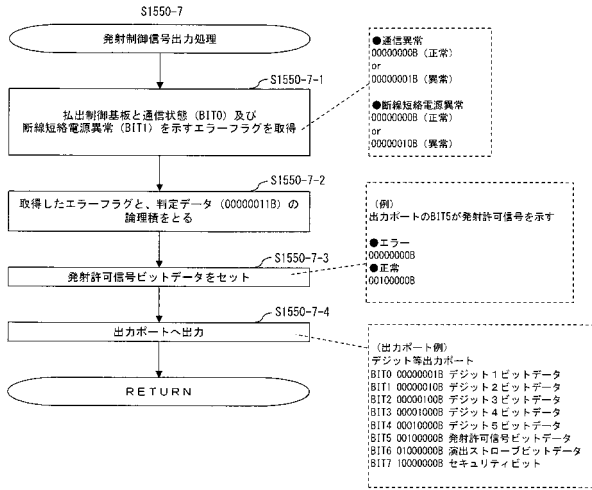 S1550-7
発射制御信号出力処理
S1550-7-1
払出制御基板と通信状態（BIT0）及び
断線短絡電源異常（BIT1）を示すエラーフラグを取得
●通信異常
00000000B（正常）
or
00000001B（異常）
●断線短絡電源異常
00000000B（正常）
or
00000010B（異常）
S1550-7-2
取得したエラーフラグと、判定データ（00000011B）の
論理積をとる
（例）
出力ポートのBIT5が発射許可信号を示す
●エラー
00000000B
●正常
00100000B
S1550-7-3
発射許可信号ビットデータをセット
S1550-7-4
出力ポートへ出力
（出力ポート例）
デジット等出力ポート
BIT0 00000001B デジット１ビットデータ
BIT1 00000010B デジット２ビットデータ
BIT2 00000100B デジット３ビットデータ
BIT3 00001000B デジット４ビットデータ
BIT4 00010000B デジット５ビットデータ
BIT5 00100000B 発射許可信号ビットデータ
BIT6 01000000B 演出ストローブビットデータ
BIT7 10000000B セキュリティビット
RETURN